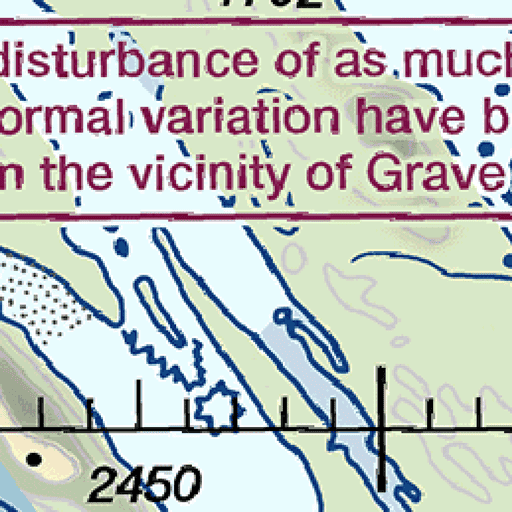 disturbance of as much
ormal variation have b
n the vicinity of Grave
2450